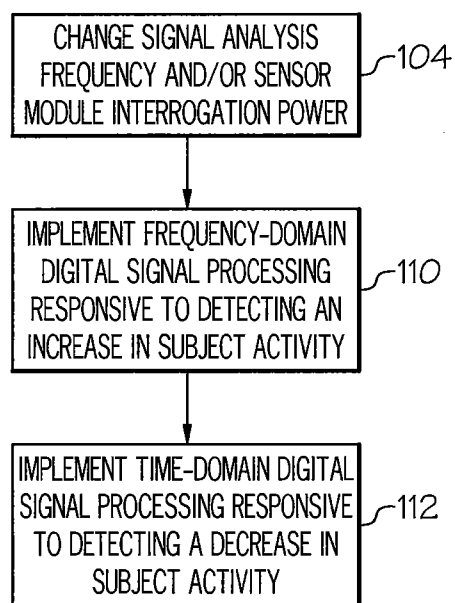 CHANGE SIGNAL ANALYSIS
FREQUENCY AND/OR SENSOR
MODULE INTERROGATION POWER
104
IMPLEMENT FREQUENCY-DOMAIN
DIGITAL SIGNAL PROCESSING
RESPONSIVE TO DETECTING AN
INCREASE IN SUBJECT ACTIVITY
110
IMPLEMENT TIME-DOMAIN DIGITAL
SIGNAL PROCESSING RESPONSIVE
TO DETECTING A DECREASE IN
SUBJECT ACTIVITY
112